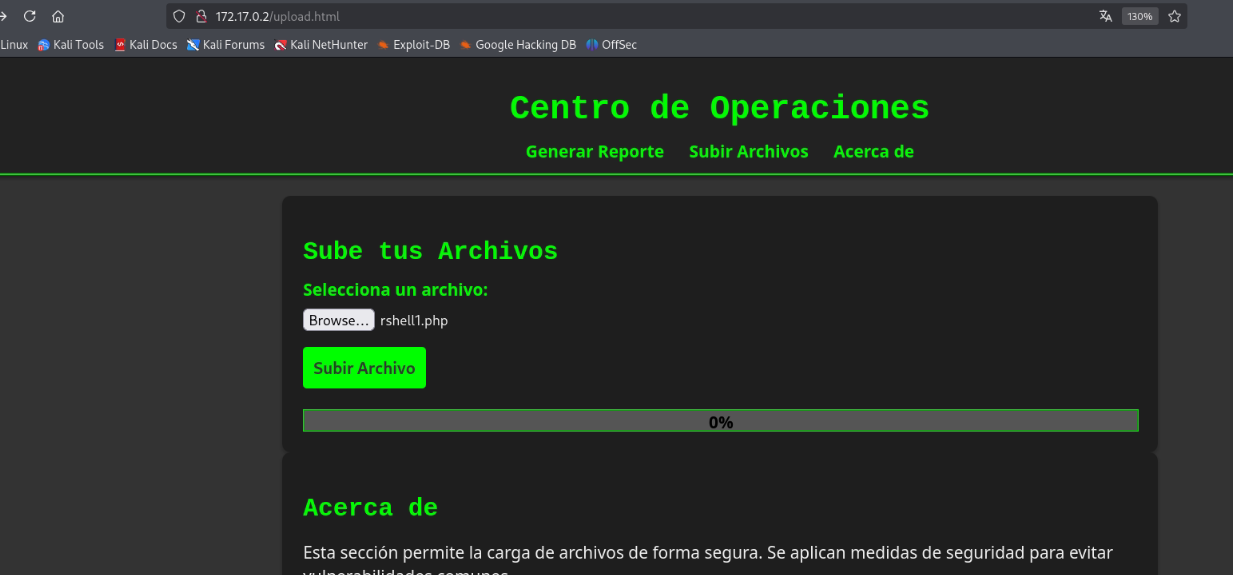 172.17.0.2/upload.html 130%
Linux Kali Tools Kali Docs Kali Forums Kali NetHunter Exploit-DB Google Hacking DB OffSec
Centro de Operaciones
Generar Reporte Subir Archivos Acerca de
Sube tus Archivos
Selecciona un archivo:
Browse... rshell1.php
Subir Archivo
0%
Acerca de
Esta sección permite la carga de archivos de forma segura. Se aplican medidas de seguridad para evitar
vulnerabilidades comunes.